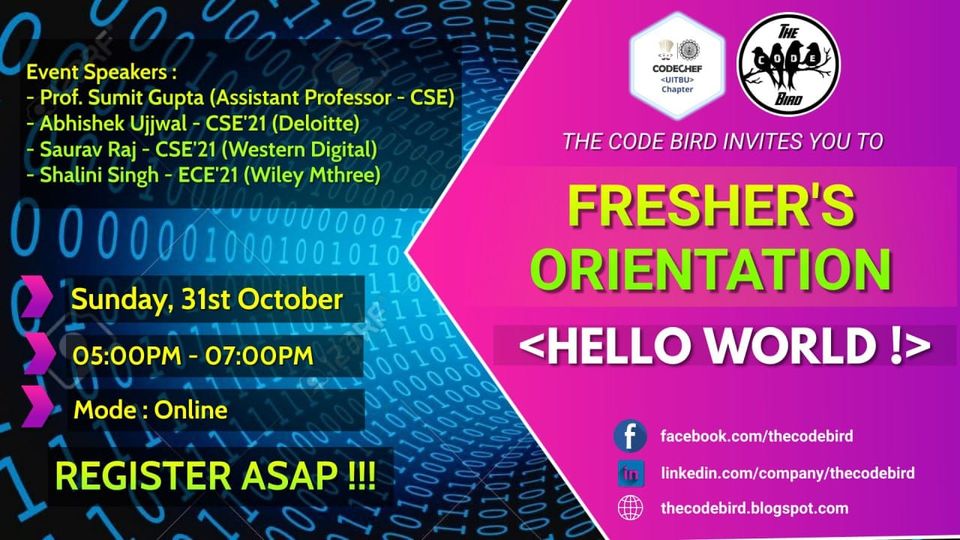 Event Speakers :
- Prof. Sumit Gupta (Assistant Professor - CSE)
- Abhishek Ujjwal - CSE'21 (Deloitte)
- Saurav Raj - CSE'21 (Western Digital)
- Shalini Singh - ECE'21 (Wiley Mthree)
Sunday, 31st October
05:00PM - 07:00PM
Mode : Online
REGISTER ASAP !!!
CODECHEF
<UITBU>
Chapter
THE
CODE
BIRD
THE CODE BIRD INVITES YOU TO
FRESHER'S
ORIENTATION
<HELLO WORLD !>
facebook.com/thecodebird
linkedin.com/company/thecodebird
thecodebird.blogspot.com